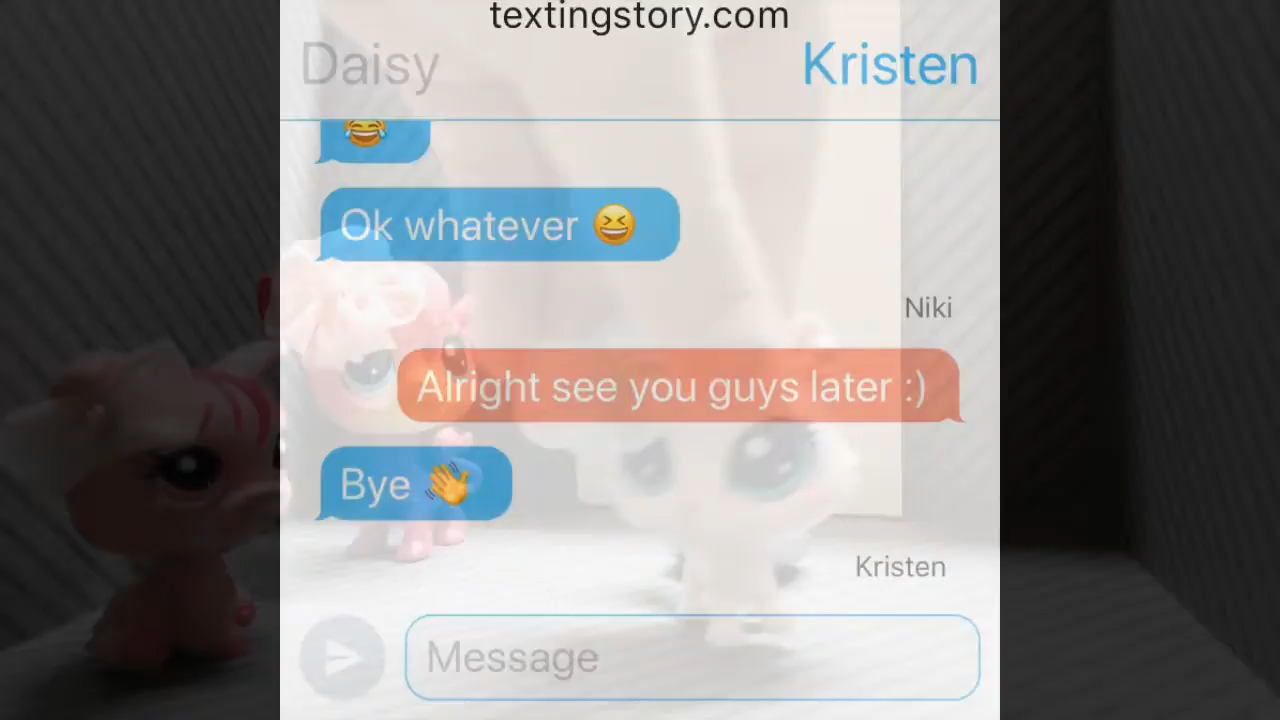 textingstory.com
Daisy Kristen
😂
Ok whatever 😆
Niki
Alright see you guys later :)
Bye 👋
Kristen
Message